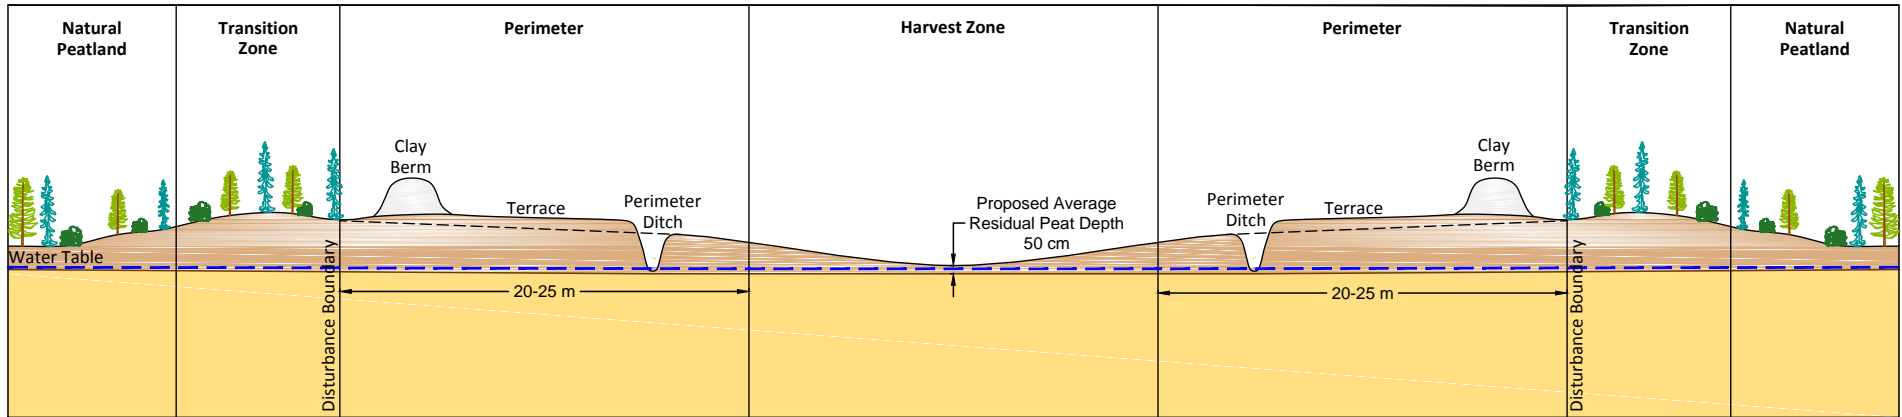 Natural
Peatland
Transition
Zone
Perimeter
Harvest Zone
Perimeter
Transition
Zone
Natural
Peatland
Clay
Berm
Clay
Berm
Terrace
Perimeter
Ditch
Proposed Average
Residual Peat Depth
50 cm
Perimeter
Ditch
Terrace
Water Table
Disturbance Boundary
20-25 m
20-25 m
Disturbance Boundary